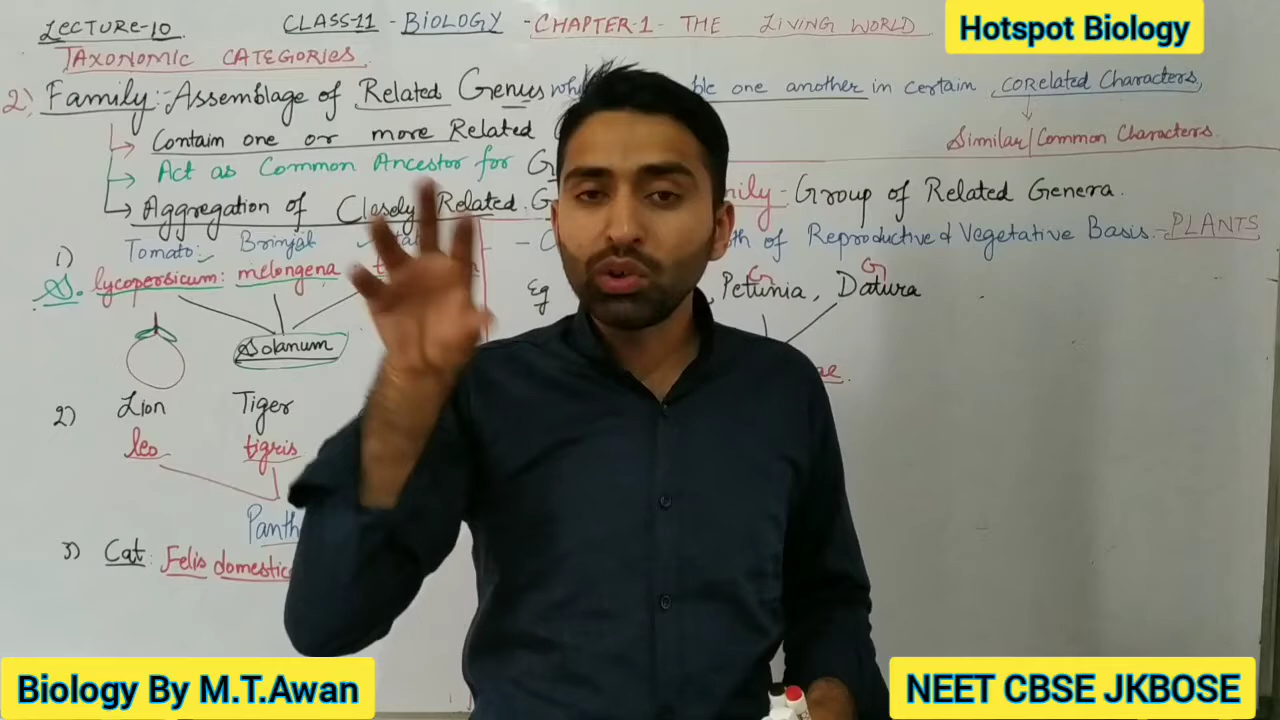 LECTURE-10. CLASS-11 - BIOLOGY - CHAPTER-1 - THE LIVING WORLD
Hotspot Biology
TAXONOMIC CATEGORIES.
2) Family:- Assemblage of Related Genus one another in certain corelated Characters,
→ Contain one or more Related
Similar/Common Characters.
→ Act as Common Ancestor for
→ Aggregation of Closely Related. Group of Related Genera.
1) Tomato: Brinjal
of Reproductive & Vegetative Basis - PLANTS
S. lycopersicum: melongena
G G
Eg Petunia, Datura
Solanum
2) Lion Tiger
leo tigris
3) Cat: Felis
Biology By M.T.Awan
NEET CBSE JKBOSE